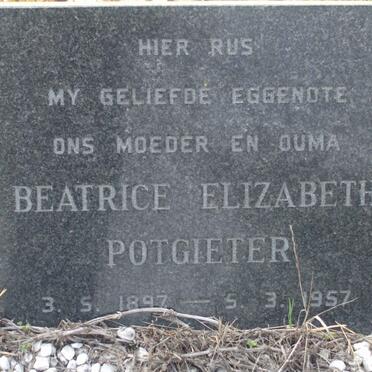 HIER RUS
MY GELIEFDE EGGENOTE
ONS MOEDER EN OUMA
BEATRICE ELIZABETH
POTGIETER
3. 5. 1897 — 5. 3. 1957